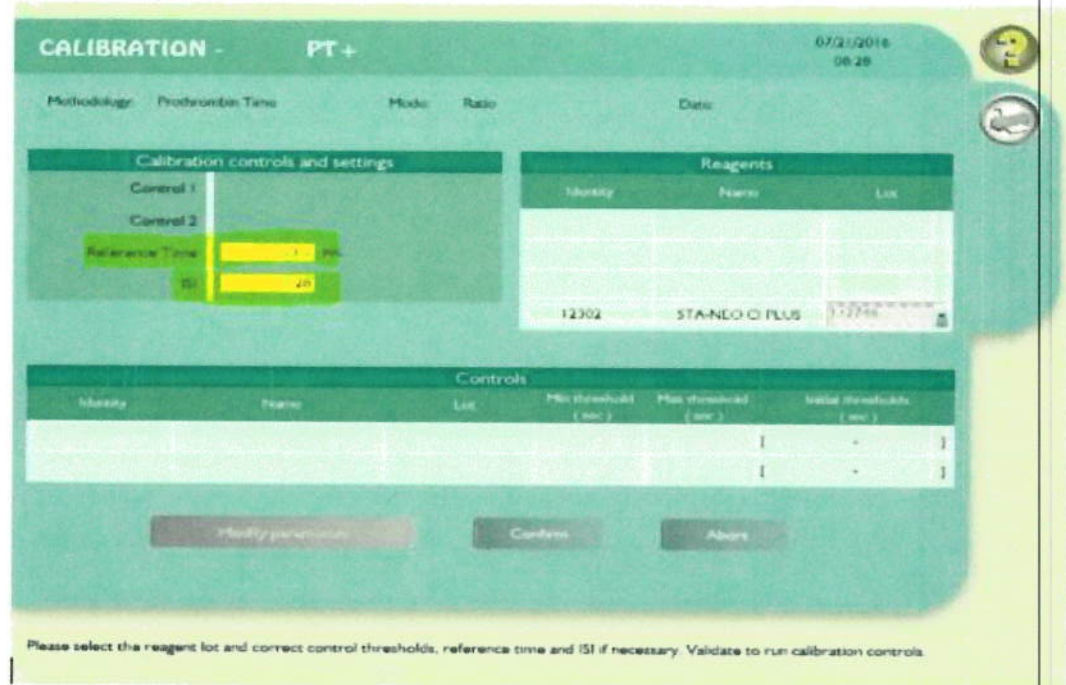 CALIBRATION - PT+
07/21/2016
08:28
Methodology: Prothrombin Time Mode: Ratio Date:
Calibration controls and settings
Control 1
Control 2
Reference Time
ISI
Reagents
Identity Name Lot
12302 STA-NEO CI PLUS
Controls
Identity Name Lot Min threshold (sec) Max threshold (sec) Initial thresholds (sec)
[ - ]
[ - ]
Modify parameters Confirm Abort
Please select the reagent lot and correct control thresholds, reference time and ISI if necessary. Validate to run calibration controls.